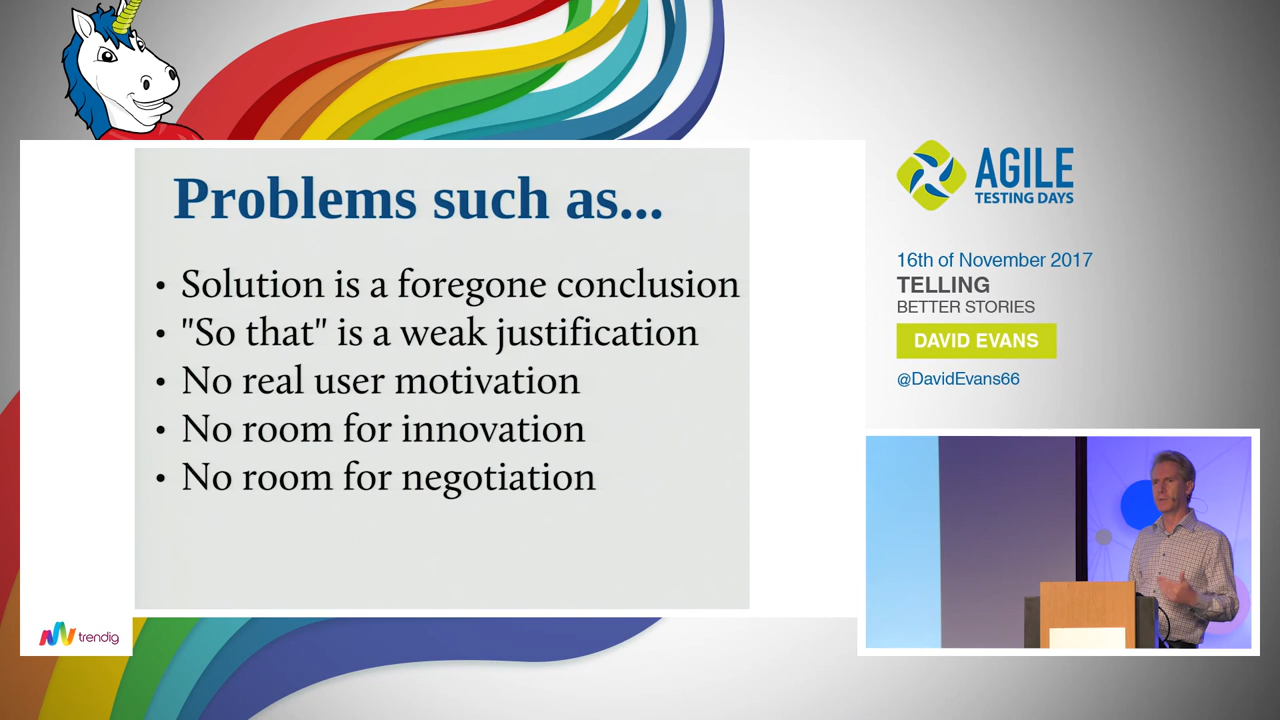 Problems such as...
• Solution is a foregone conclusion
• "So that" is a weak justification
• No real user motivation
• No room for innovation
• No room for negotiation
trendig
AGILE
TESTING DAYS
16th of November 2017
TELLING
BETTER STORIES
DAVID EVANS
@DavidEvans66